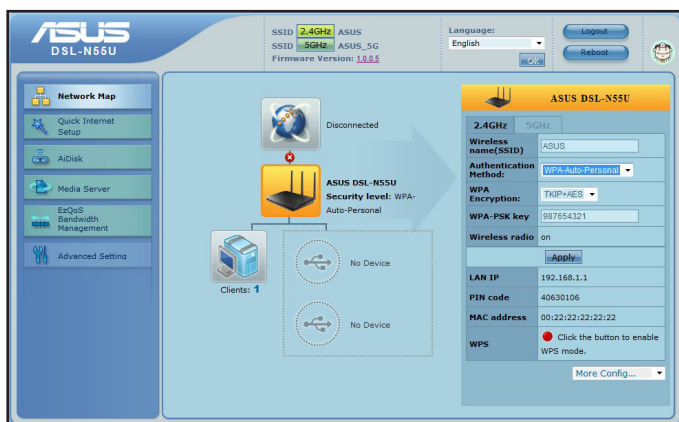 ASUS
DSL-N55U
SSID 2.4GHz ASUS
SSID 5GHz ASUS_5G
Firmware Version: 1.0.0.5
Language:
English
OK
Logout
Reboot
Network Map
Quick Internet
Setup
AiDisk
Media Server
EzQoS
Bandwidth
Management
Advanced Setting
Disconnected
ASUS DSL-N55U
Security level: WPA-
Auto-Personal
Clients: 1
No Device
No Device
ASUS DSL-N55U
2.4GHz 5GHz
Wireless
name(SSID) ASUS
Authentication
Method: WPA-Auto-Personal
WPA
Encryption: TKIP+AES
WPA-PSK key 987654321
Wireless radio on
Apply
LAN IP 192.168.1.1
PIN code 40630106
MAC address 00:22:22:22:22:22
WPS Click the button to enable
WPS mode.
More Config...